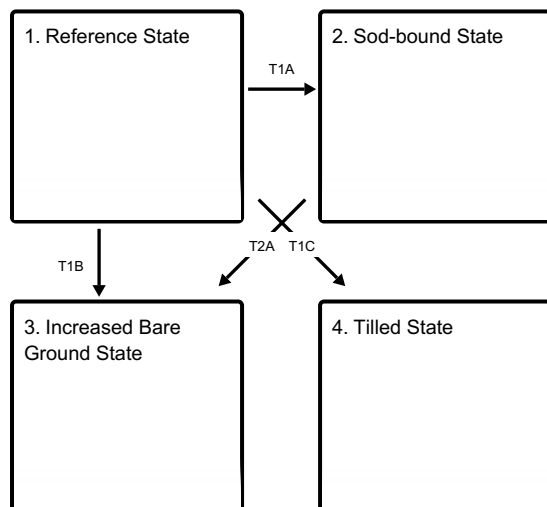 1. Reference State
2. Sod-bound State
T1A
T2A
T1C
T1B
3. Increased Bare
Ground State
4. Tilled State